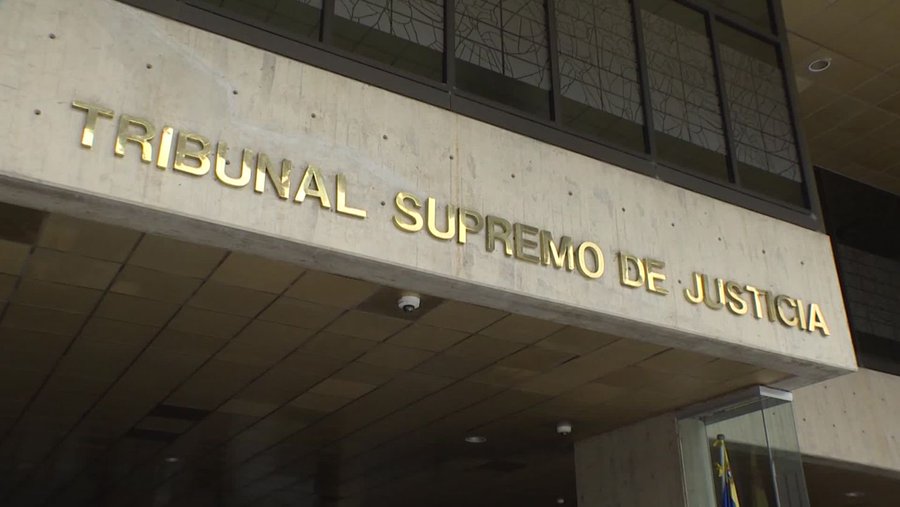 TRIBUNAL SUPREMO DE JUSTICIA